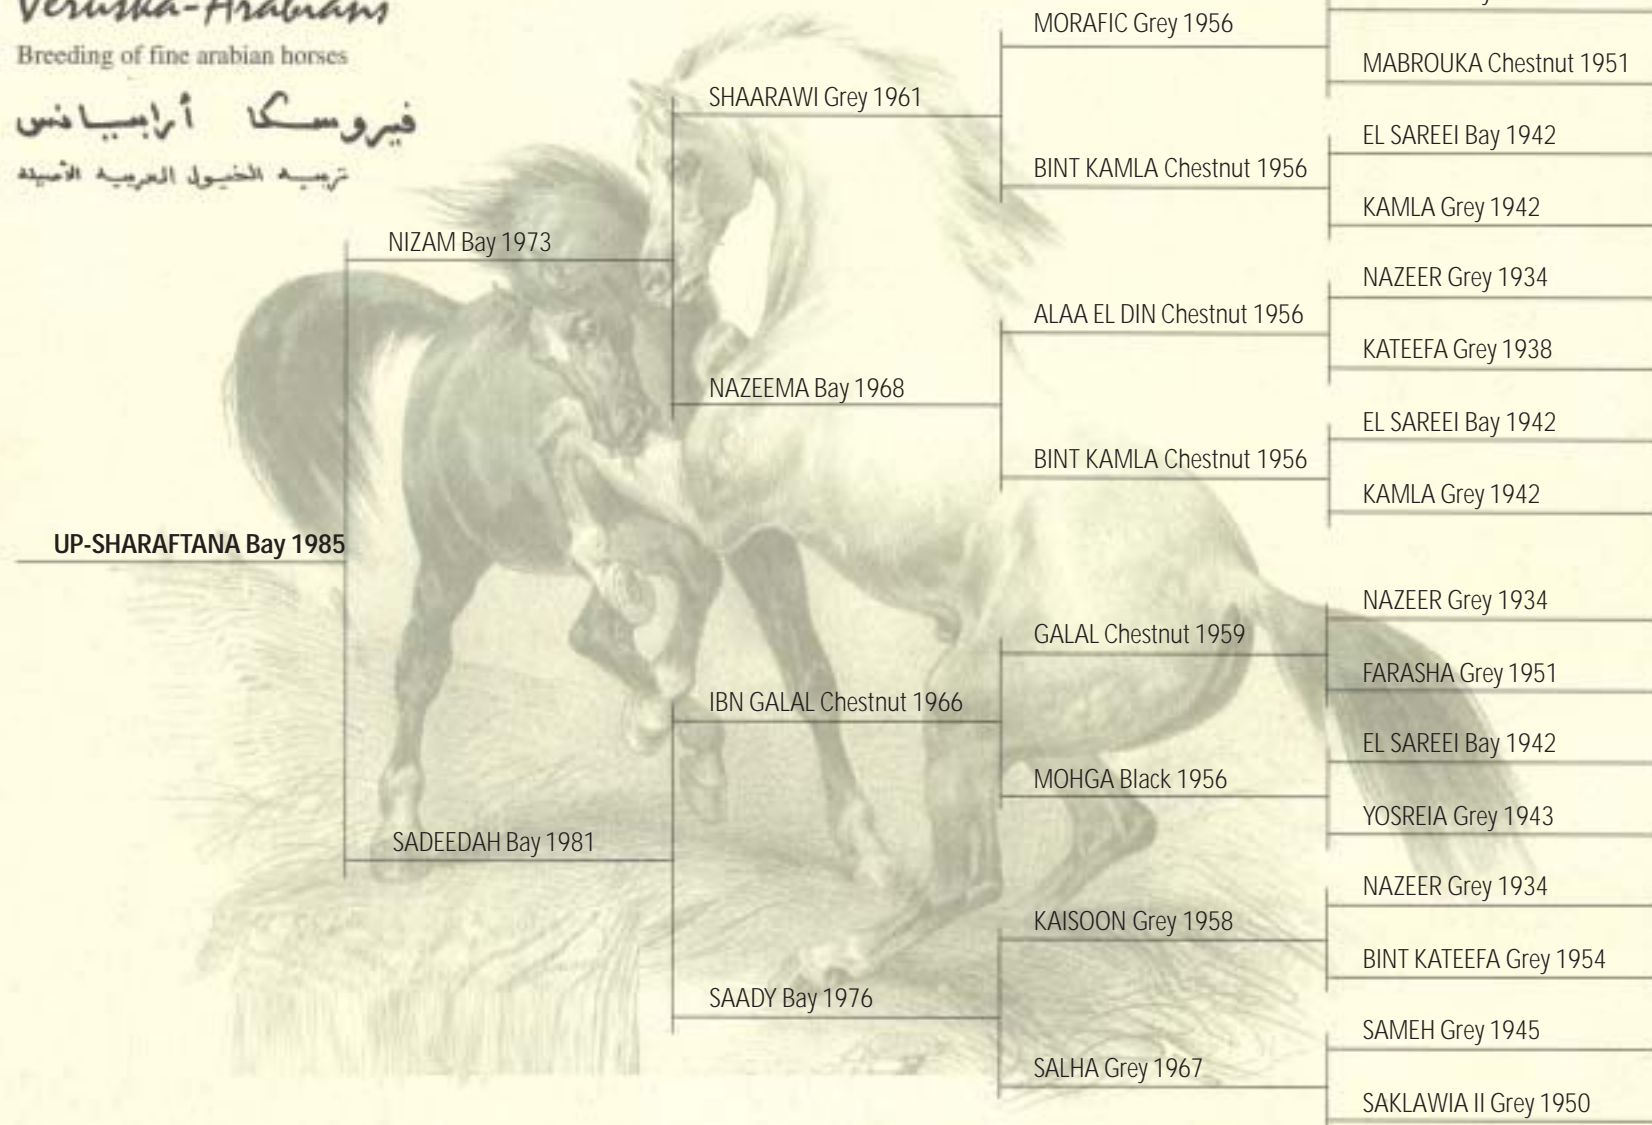 Veruska-Arabians
Breeding of fine arabian horses
فيروسكا أرابيانس
تربيه الخيول العربيه الأصيله
MORAFIC Grey 1956
MABROUKA Chestnut 1951
SHAARAWI Grey 1961
EL SAREEI Bay 1942
BINT KAMLA Chestnut 1956
KAMLA Grey 1942
NIZAM Bay 1973
NAZEER Grey 1934
ALAA EL DIN Chestnut 1956
KATEEFA Grey 1938
NAZEEMA Bay 1968
EL SAREEI Bay 1942
BINT KAMLA Chestnut 1956
KAMLA Grey 1942
UP-SHARAFTANA Bay 1985
NAZEER Grey 1934
GALAL Chestnut 1959
FARASHA Grey 1951
IBN GALAL Chestnut 1966
EL SAREEI Bay 1942
MOHGA Black 1956
YOSREIA Grey 1943
SADEEDAH Bay 1981
NAZEER Grey 1934
KAISOON Grey 1958
BINT KATEEFA Grey 1954
SAADY Bay 1976
SAMEH Grey 1945
SALHA Grey 1967
SAKLAWIA II Grey 1950